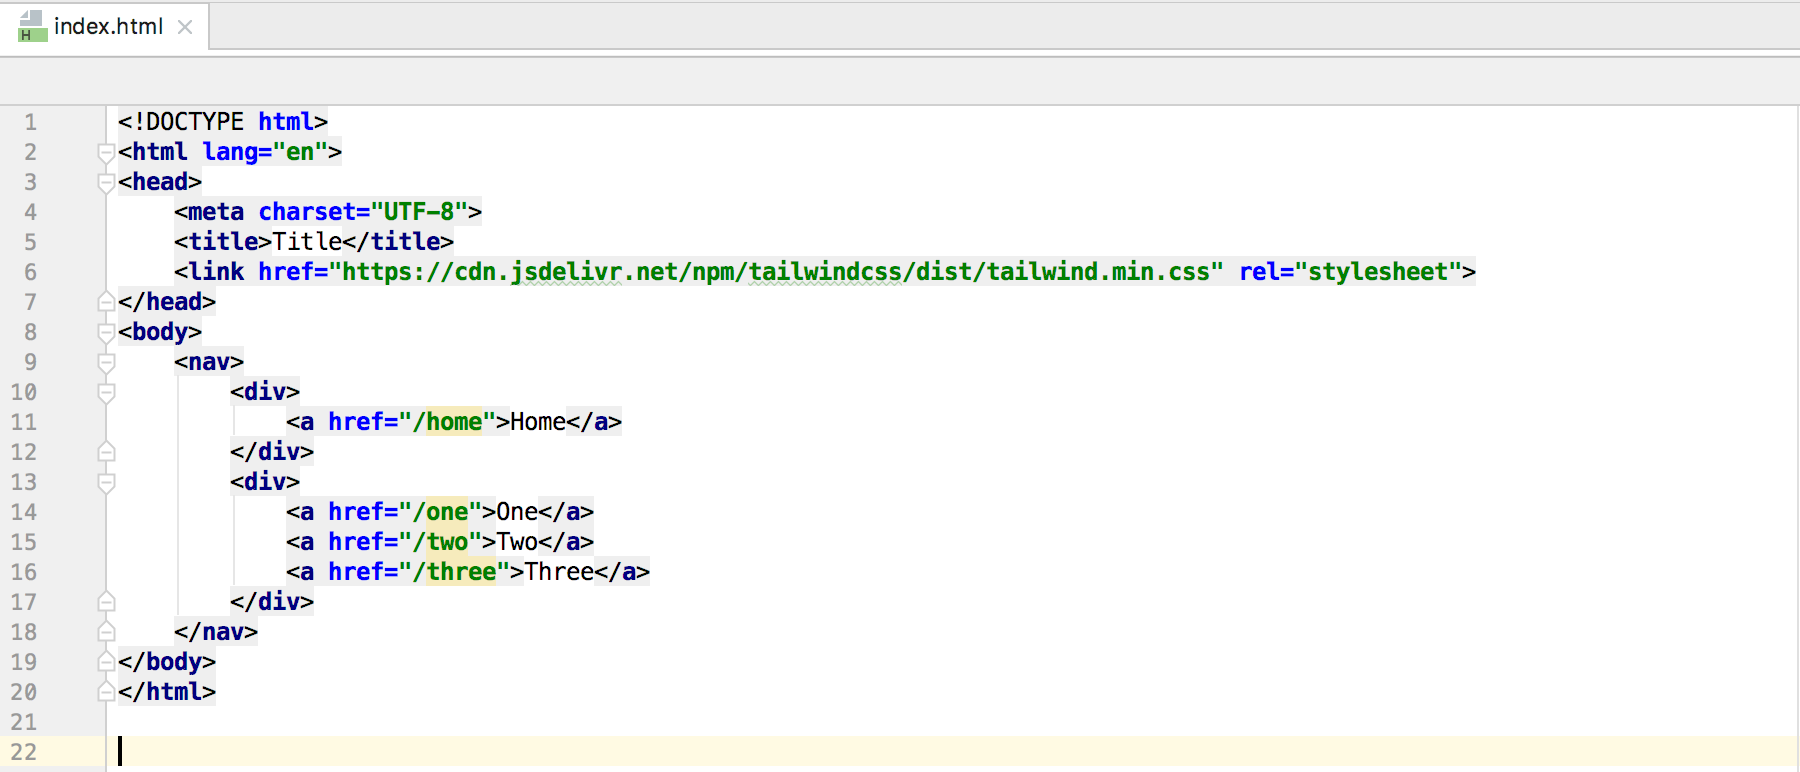 H index.html
1 <!DOCTYPE html>
2 <html lang="en">
3 <head>
4     <meta charset="UTF-8">
5     <title>Title</title>
6     <link href="https://cdn.jsdelivr.net/npm/tailwindcss/dist/tailwind.min.css" rel="stylesheet">
7 </head>
8 <body>
9     <nav>
10         <div>
11             <a href="/home">Home</a>
12         </div>
13         <div>
14             <a href="/one">One</a>
15             <a href="/two">Two</a>
16             <a href="/three">Three</a>
17         </div>
18     </nav>
19 </body>
20 </html>
21
22